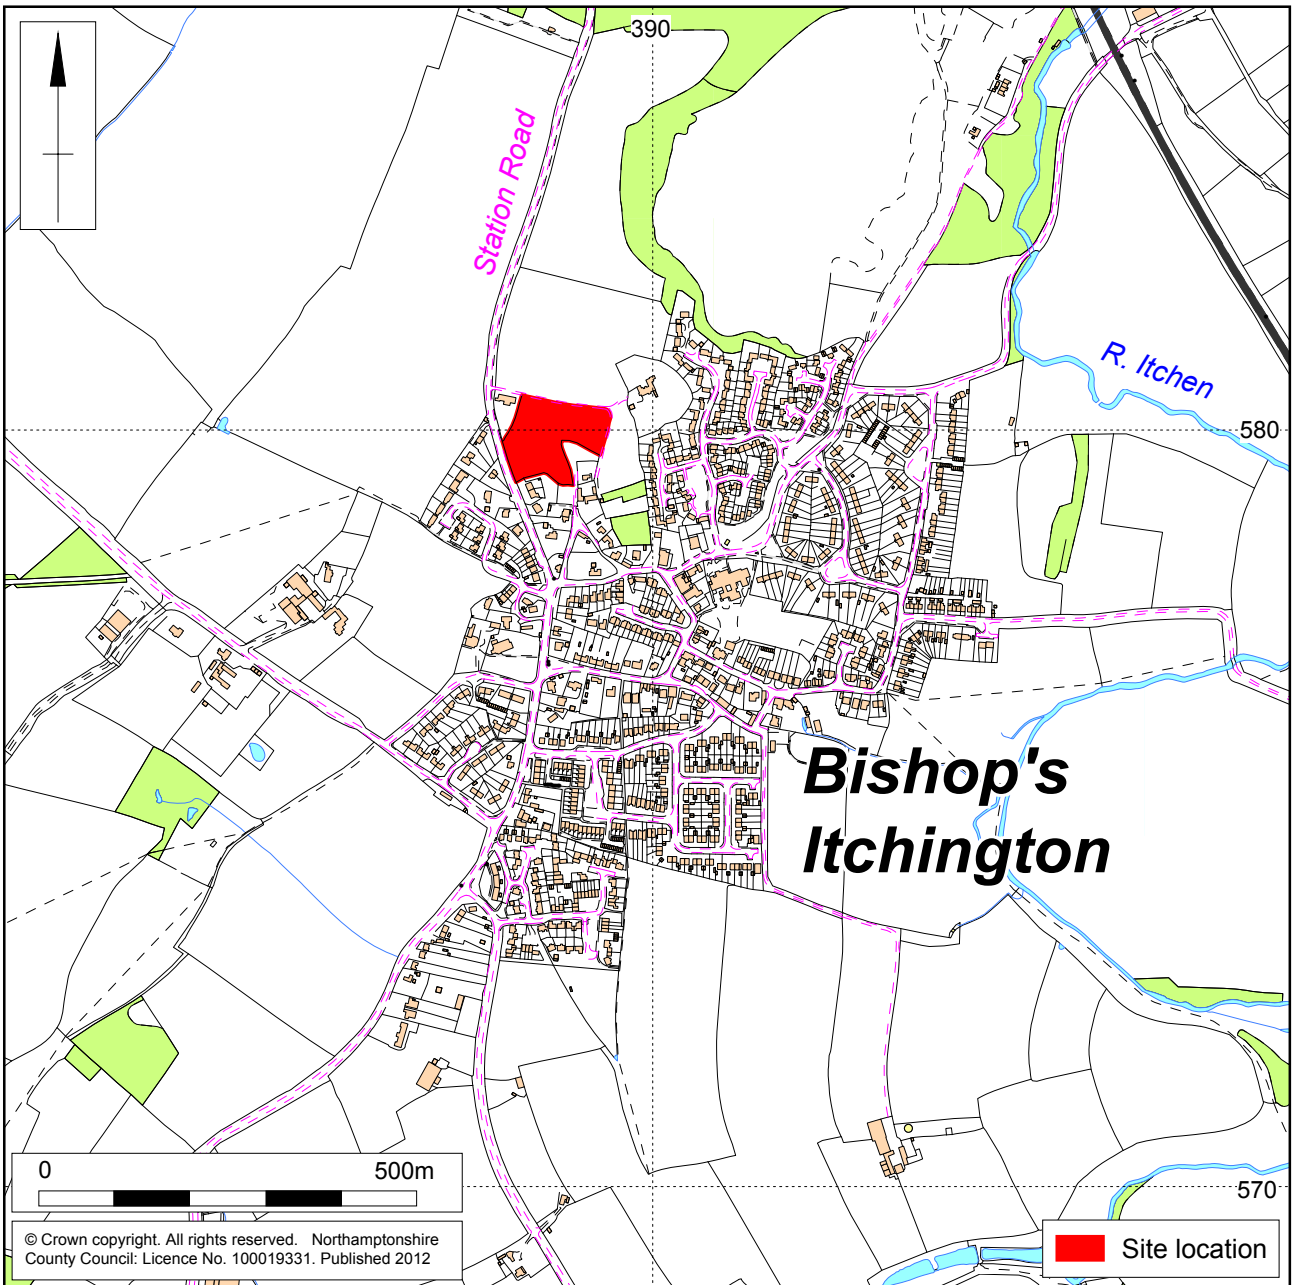 390
Station Road
R. Itchen
580
Bishop's
Itchington
0 500m
570
© Crown copyright. All rights reserved. Northamptonshire
County Council: Licence No. 100019331. Published 2012
Site location